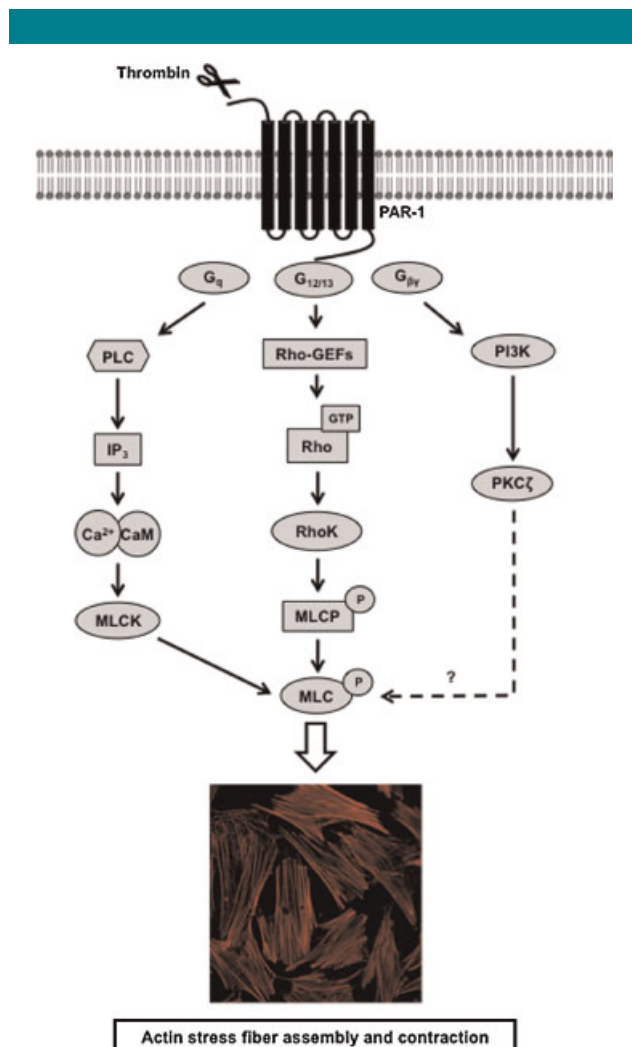 Thrombin
PAR-1
Gq G12/13 Gβγ
PLC Rho-GEFs PI3K
GTP
IP3 Rho
PKCζ
Ca2+ CaM RhoK
P
MLCK MLCP
P
MLC ?
Actin stress fiber assembly and contraction